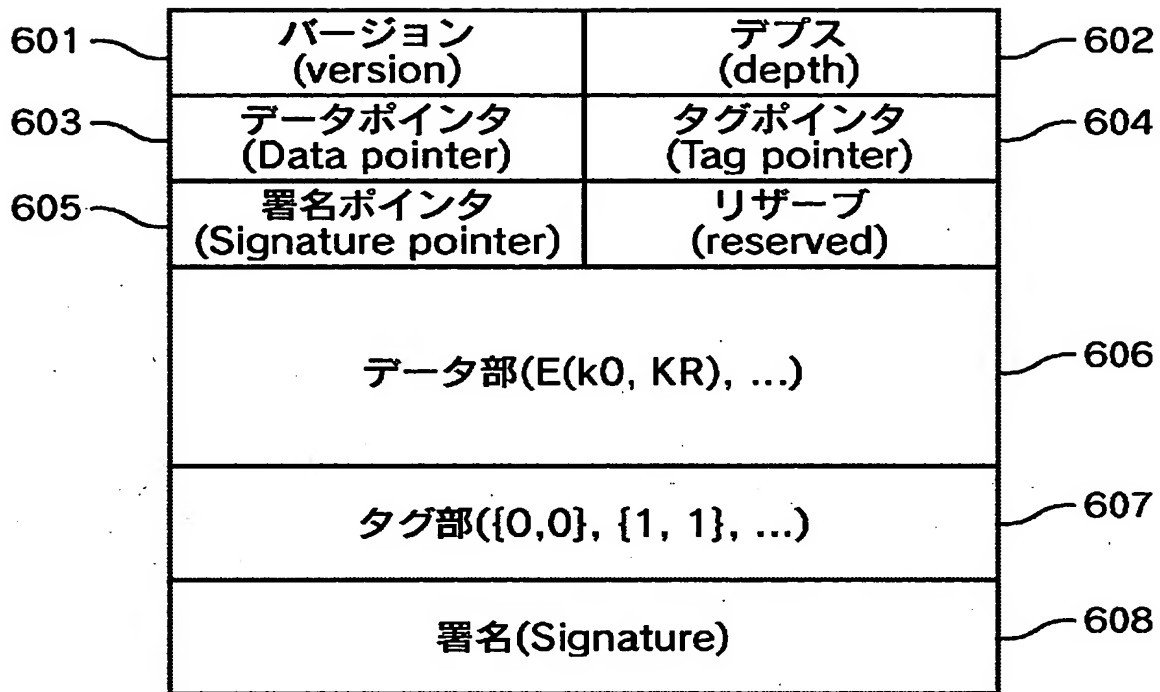 601
バージョン
(version)
デプス
(depth)
602
603
データポインタ
(Data pointer)
タグポインタ
(Tag pointer)
604
605
署名ポインタ
(Signature pointer)
リザーブ
(reserved)
データ部(E(k0, KR), ...)
606
タグ部({0,0}, {1, 1}, ...)
607
署名(Signature)
608